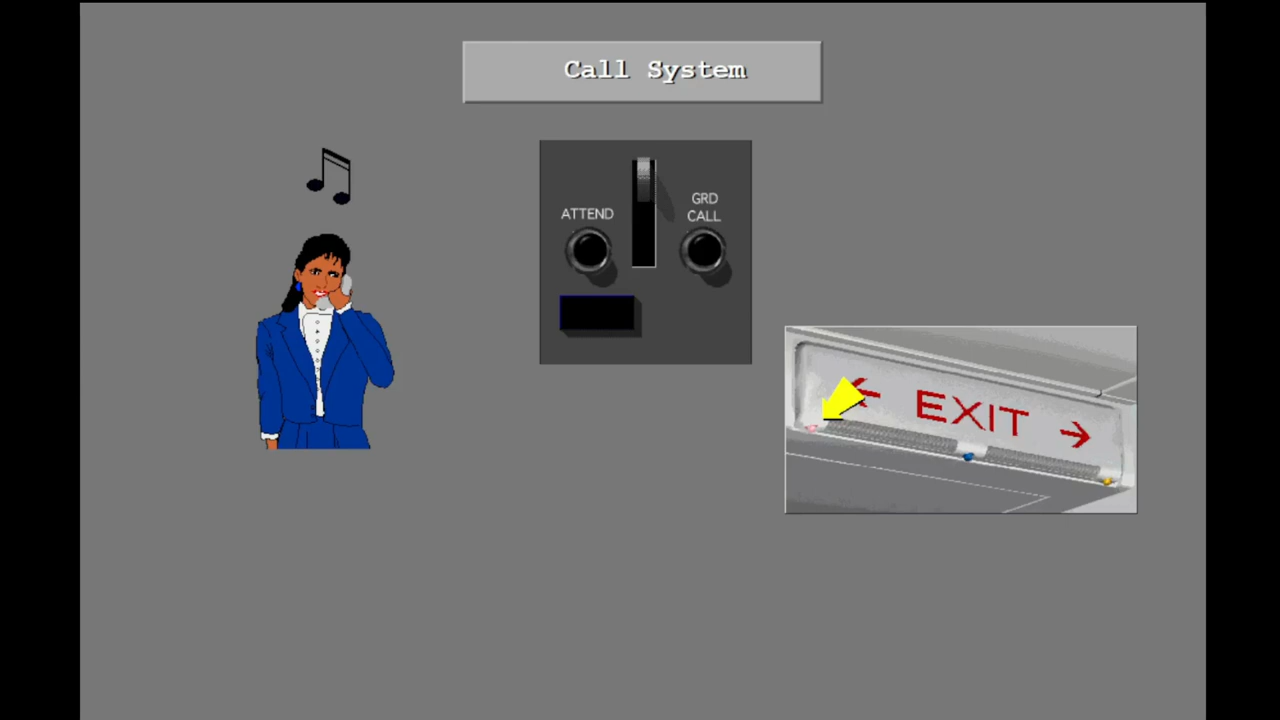 Call System
ATTEND
GRD
CALL
← EXIT →